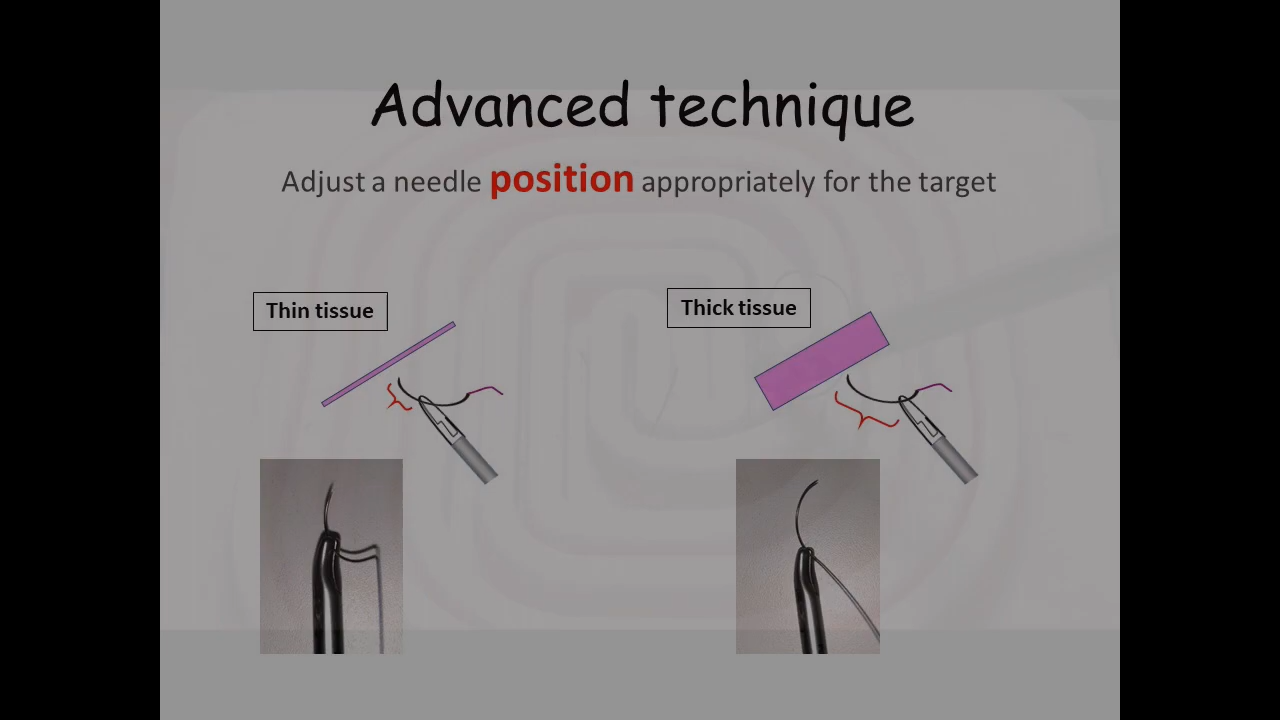 Advanced technique
Adjust a needle position appropriately for the target
Thin tissue
Thick tissue